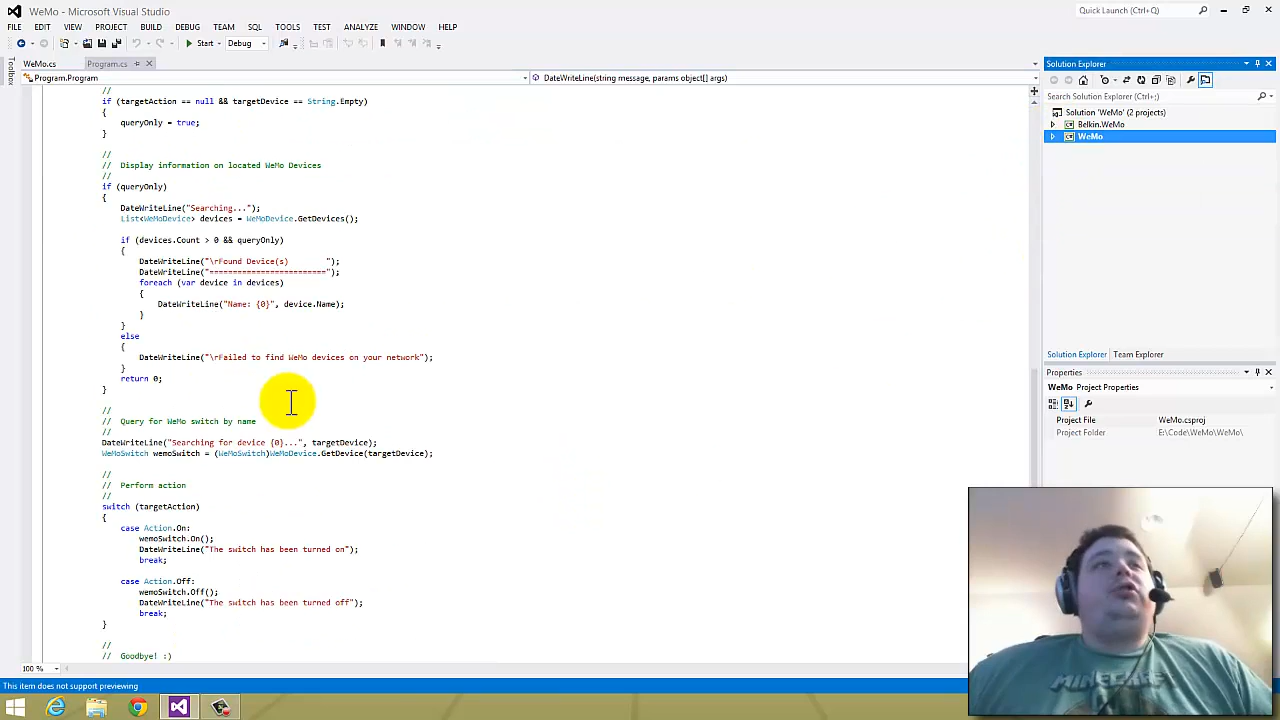 WeMo - Microsoft Visual Studio
Quick Launch (Ctrl+Q)
FILE EDIT VIEW PROJECT BUILD DEBUG TEAM SQL TOOLS TEST ANALYZE WINDOW HELP
Start Debug
WeMo.cs Program.cs
Toolbox
Program.Program DateWriteLine(string message, params object[] args)
//
if (targetAction == null && targetDevice == String.Empty)
{
queryOnly = true;
}
//
// Display information on located WeMo Devices
//
if (queryOnly)
{
DateWriteLine("Searching...");
List<WeMoDevice> devices = WeMoDevice.GetDevices();
if (devices.Count > 0 && queryOnly)
{
DateWriteLine("\rFound Device(s)        ");
DateWriteLine("=========================");
foreach (var device in devices)
{
DateWriteLine("Name: {0}", device.Name);
}
}
else
{
DateWriteLine("\rFailed to find WeMo devices on your network");
}
return 0;
}
//
// Query for WeMo switch by name
//
DateWriteLine("Searching for device {0}...", targetDevice);
WeMoSwitch wemoSwitch = (WeMoSwitch)WeMoDevice.GetDevice(targetDevice);
//
// Perform action
//
switch (targetAction)
{
case Action.On:
wemoSwitch.On();
DateWriteLine("The switch has been turned on");
break;
case Action.Off:
wemoSwitch.Off();
DateWriteLine("The switch has been turned off");
break;
}
//
// Goodbye! :)
100 %
This item does not support previewing
Solution Explorer
Search Solution Explorer (Ctrl+;)
Solution 'WeMo' (2 projects)
Belkin.WeMo
WeMo
Solution Explorer Team Explorer
Properties
WeMo Project Properties
Project File WeMo.csproj
Project Folder E:\Code\WeMo\WeMo\
MINECRAFT